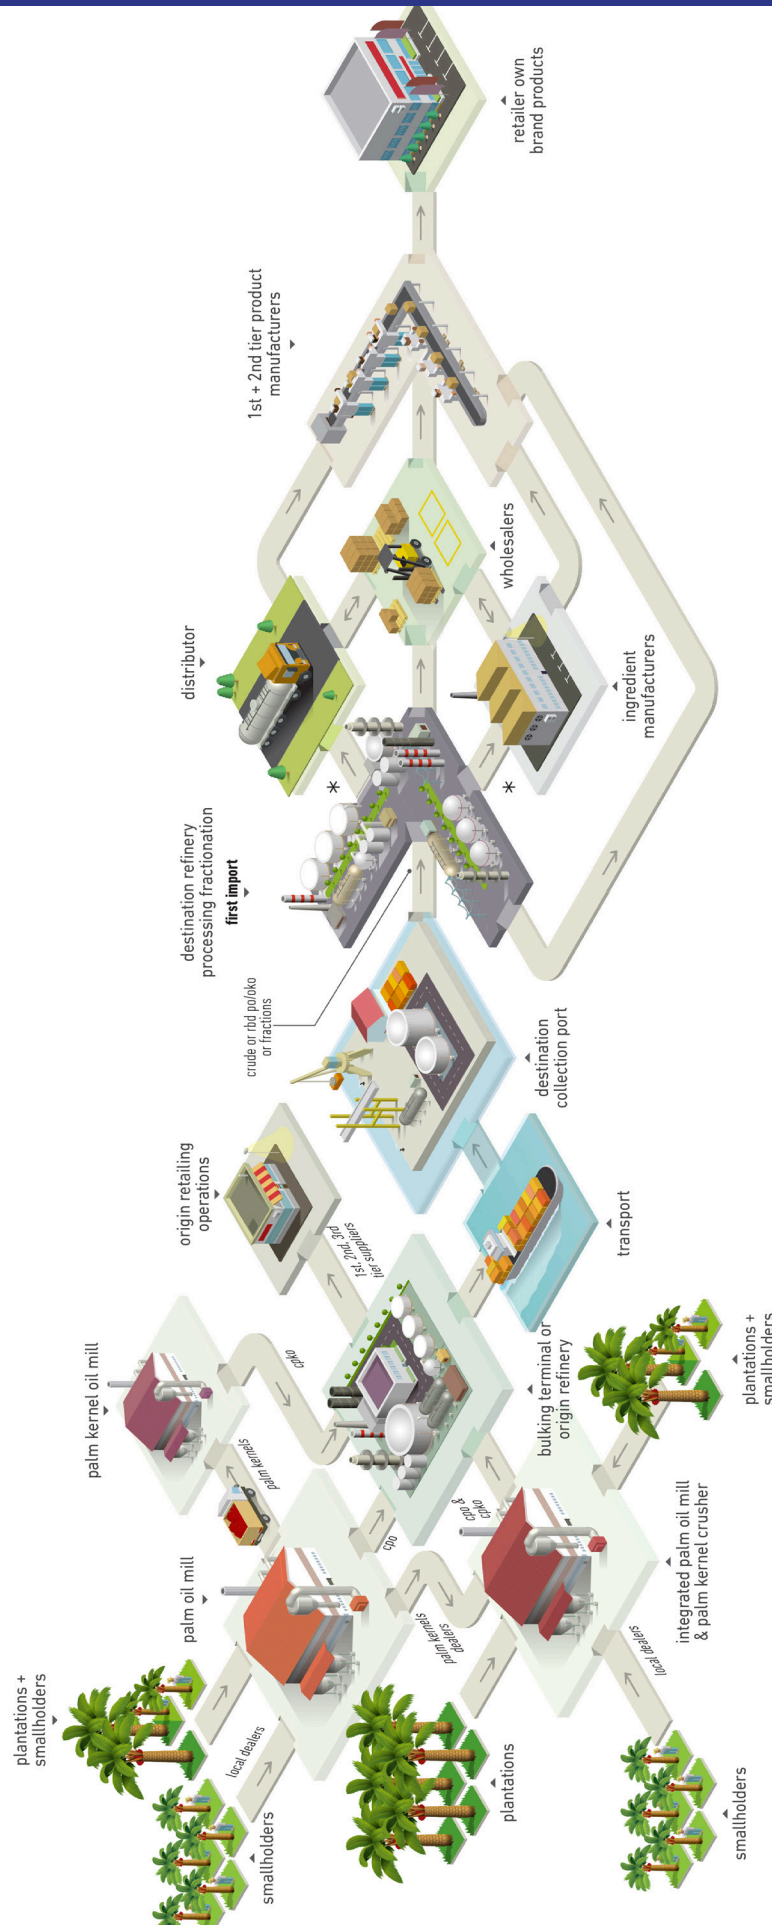 plantations +
smallholders
local dealers
smallholders
plantations
smallholders
local dealers
palm oil mill
palm kernels
dealers
integrated palm oil mill
& palm kernel crusher
plantations +
smallholders
palm kernel oil mill
palm kernels
cpko
cpo
cpo &
cpko
bulking terminal or
origin refinery
origin retailing
operations
1st, 2nd, 3rd
tier suppliers
transport
destination
collection port
crude or rbd po/oko
or fractions
destination refinery
processing fractionation
first import
*
*
distributor
ingredient
manufacturers
wholesalers
1st + 2nd tier product
manufacturers
retailer own
brand products